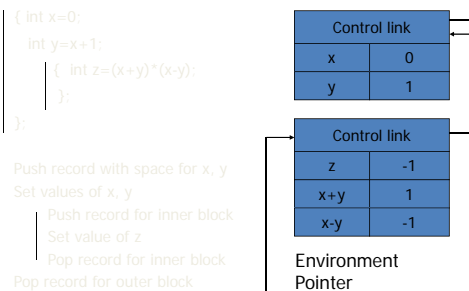 { int x=0;
int y=x+1;
{ int z=(x+y)*(x-y);
};
};
Push record with space for x, y
Set values of x, y
Push record for inner block
Set value of z
Pop record for inner block
Pop record for outer block
Control link
x 0
y 1
Control link
z -1
x+y 1
x-y -1
Environment
Pointer